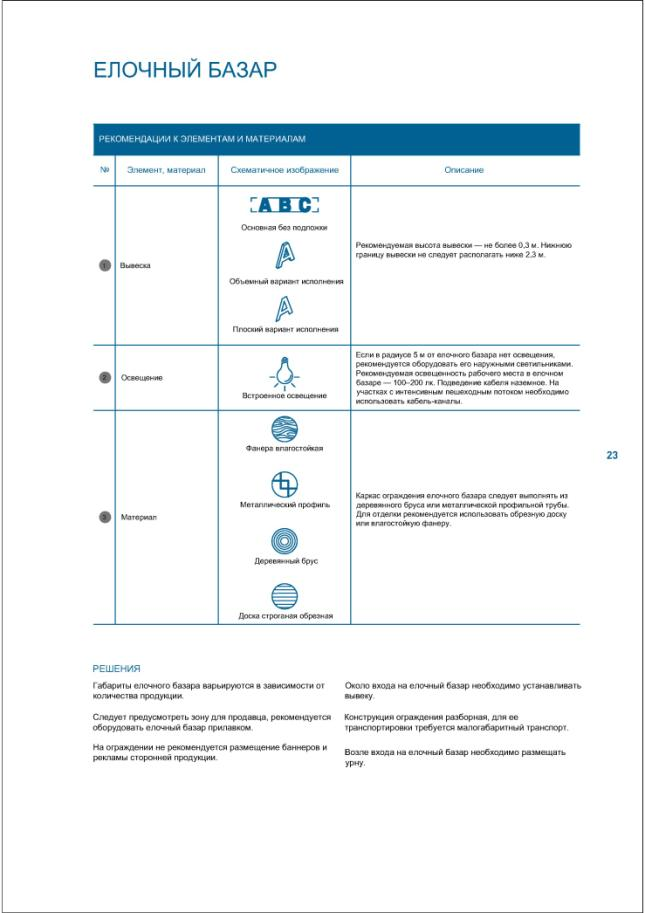 ЕЛОЧНЫЙ БАЗАР
РЕКОМЕНДАЦИИ К ЭЛЕМЕНТАМ И МАТЕРИАЛАМ
№ Элемент, материал Схематичное изображение Описание
1 Вывеска
АВС
Основная без подложки
А
Объемный вариант исполнения
А
Плоский вариант исполнения
Рекомендуемая высота вывески — не более 0,3 м. Нижнюю
границу вывески не следует располагать ниже 2,3 м.
2 Освещение
Встроенное освещение
Если в радиусе 5 м от елочного базара нет освещения,
рекомендуется оборудовать его наружными светильниками.
Рекомендуемая освещенность рабочего места в елочном
базаре — 100–200 лк. Подведение кабеля наземное. На
участках с интенсивным пешеходным потоком необходимо
использовать кабель-каналы.
3 Материал
Фанера влагостойкая
Металлический профиль
Деревянный брус
Доска строганая обрезная
Каркас ограждения елочного базара следует выполнять из
деревянного бруса или металлической профильной трубы.
Для отделки рекомендуется использовать обрезную доску
или влагостойкую фанеру.
23
РЕШЕНИЯ
Габариты елочного базара варьируются в зависимости от
количества продукции.
Следует предусмотреть зону для продавца, рекомендуется
оборудовать елочный базар прилавком.
На ограждении не рекомендуется размещение баннеров и
рекламы сторонней продукции.
Около входа на елочный базар необходимо устанавливать
вывеку.
Конструкция ограждения разборная, для ее
транспортировки требуется малогабаритный транспорт.
Возле входа на елочный базар необходимо размещать
урну.